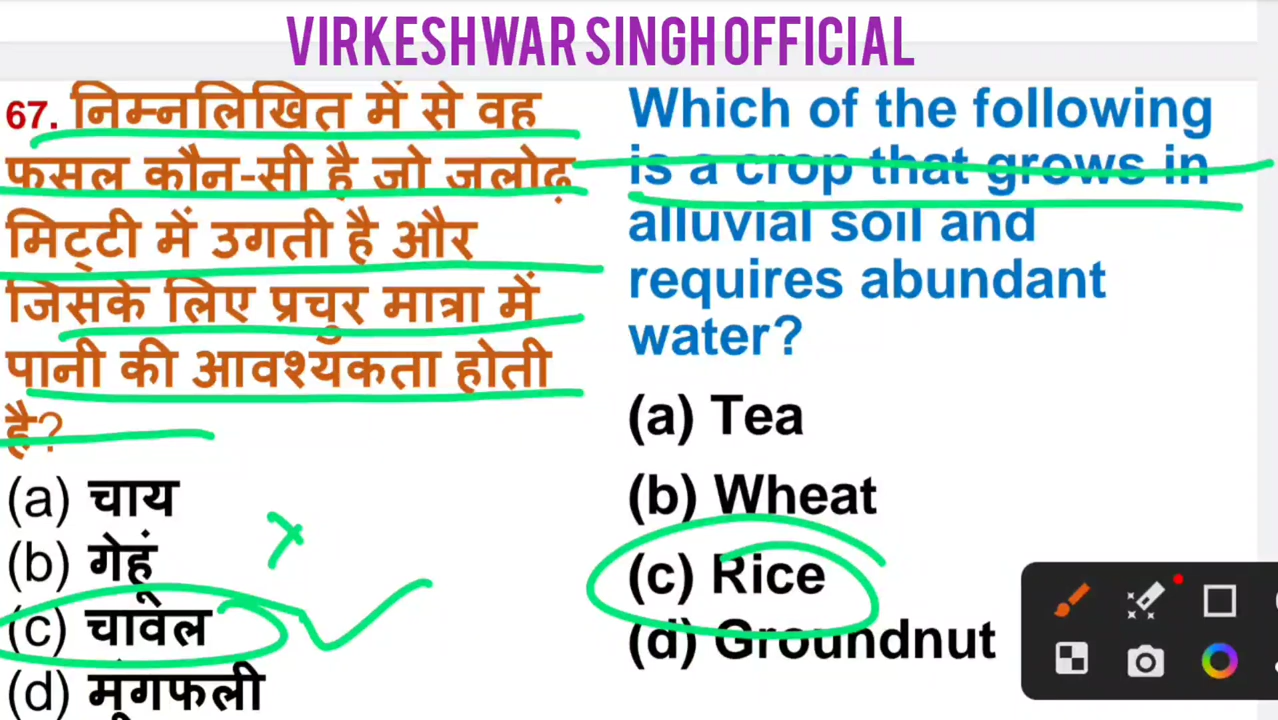 VIRKESHWAR SINGH OFFICIAL
67. निम्नलिखित में से वह
फसल कौन-सी है जो जलोढ़
मिट्टी में उगती है और
जिसके लिए प्रचुर मात्रा में
पानी की आवश्यकता होती
है?
(a) चाय
(b) गेहूं
(c) चावल
(d) मूंगफली
Which of the following
is a crop that grows in
alluvial soil and
requires abundant
water?
(a) Tea
(b) Wheat
(c) Rice
(d) Groundnut